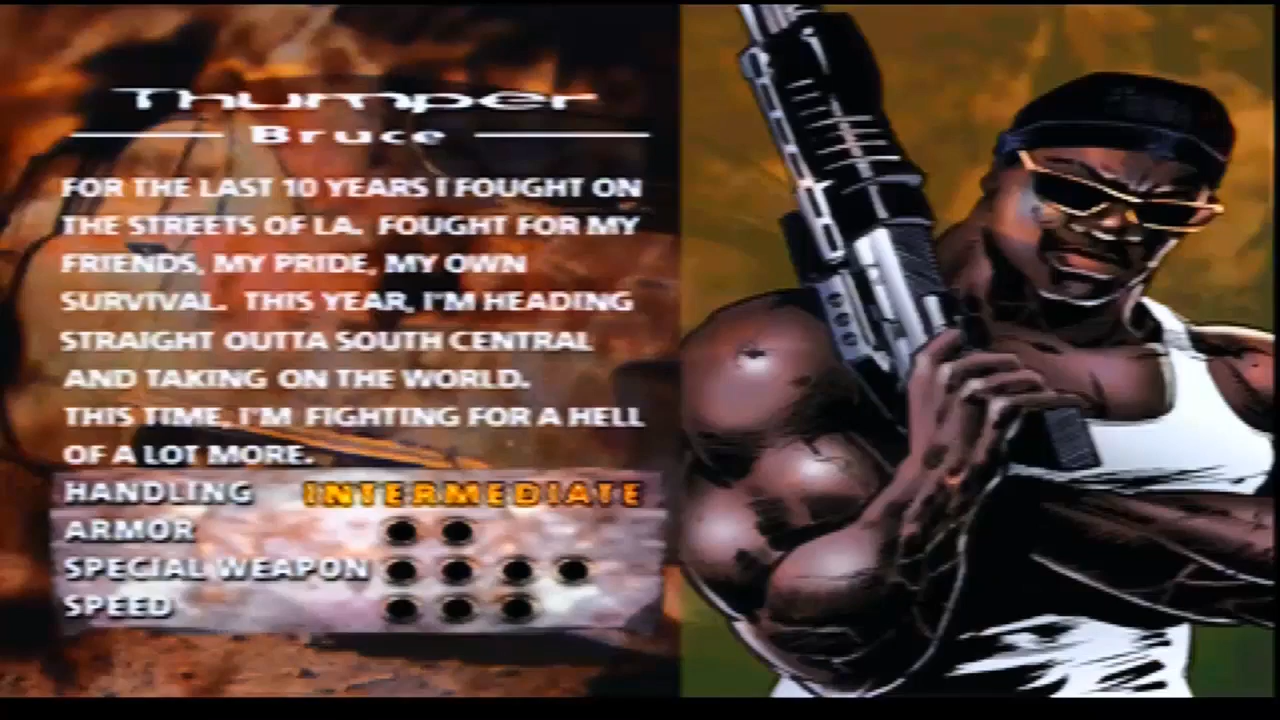 Thumper
Bruce
FOR THE LAST 10 YEARS I FOUGHT ON
THE STREETS OF LA. FOUGHT FOR MY
FRIENDS, MY PRIDE, MY OWN
SURVIVAL. THIS YEAR, I'M HEADING
STRAIGHT OUTTA SOUTH CENTRAL
AND TAKING ON THE WORLD.
THIS TIME, I'M FIGHTING FOR A HELL
OF A LOT MORE.
HANDLING INTERMEDIATE
ARMOR
SPECIAL WEAPON
SPEED